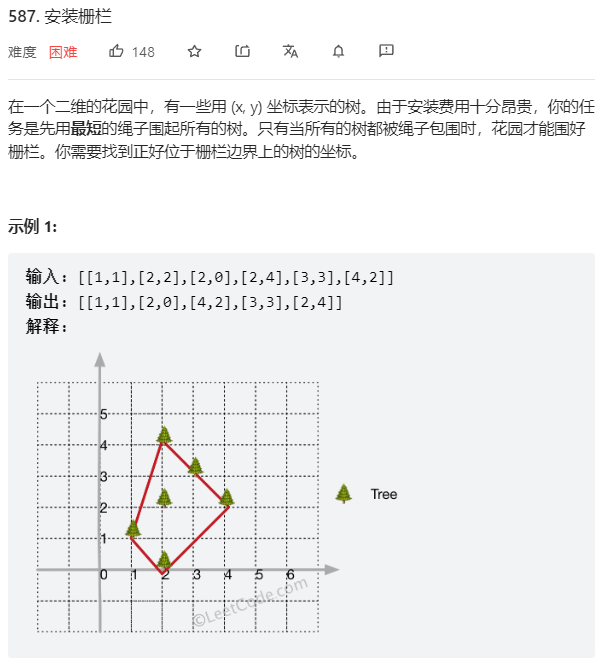 587. 安装栅栏
难度 困难 148
在一个二维的花园中，有一些用 (x, y) 坐标表示的树。由于安装费用十分昂贵，你的任
务是先用最短的绳子围起所有的树。只有当所有的树都被绳子包围时，花园才能围好
栅栏。你需要找到正好位于栅栏边界上的树的坐标。
示例 1:
输入: [[1,1],[2,2],[2,0],[2,4],[3,3],[4,2]]
输出: [[1,1],[2,0],[4,2],[3,3],[2,4]]
解释:
5
4
3
2
1
0 1 2 3 4 5 6
Tree
©LeetCode.com